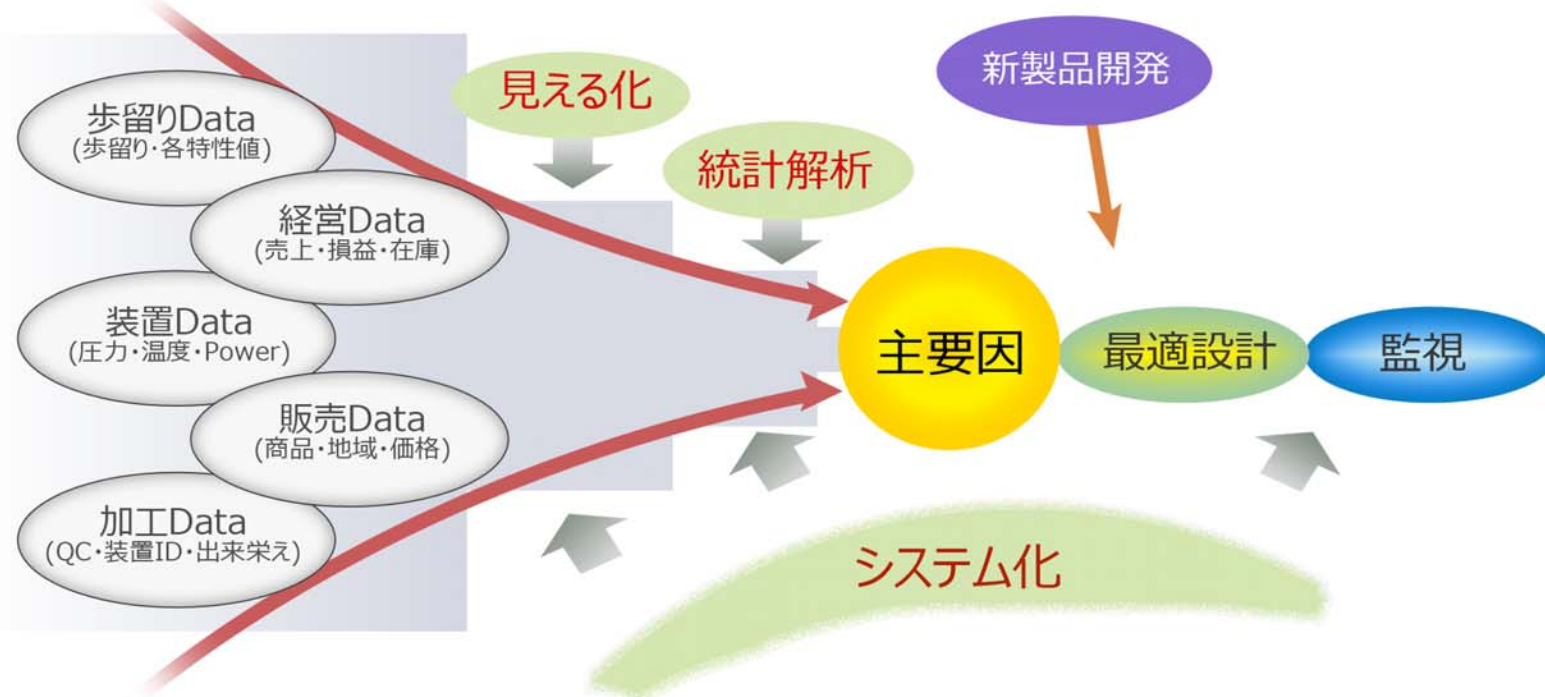 歩留りData
(歩留り・各特性値)
経営Data
(売上・損益・在庫)
装置Data
(圧力・温度・Power)
販売Data
(商品・地域・価格)
加工Data
(QC・装置ID・出来栄え)
見える化
統計解析
新製品開発
主要因
最適設計
監視
システム化